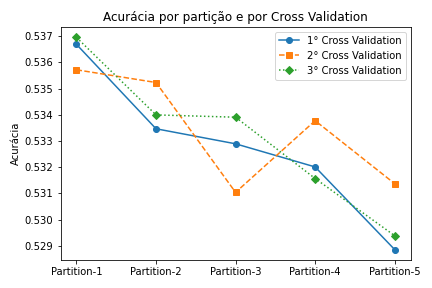 Acurácia por partição e por Cross Validation
1° Cross Validation
2° Cross Validation
3° Cross Validation
Acurácia
0.537
0.536
0.535
0.534
0.533
0.532
0.531
0.530
0.529
Partition-1 Partition-2 Partition-3 Partition-4 Partition-5